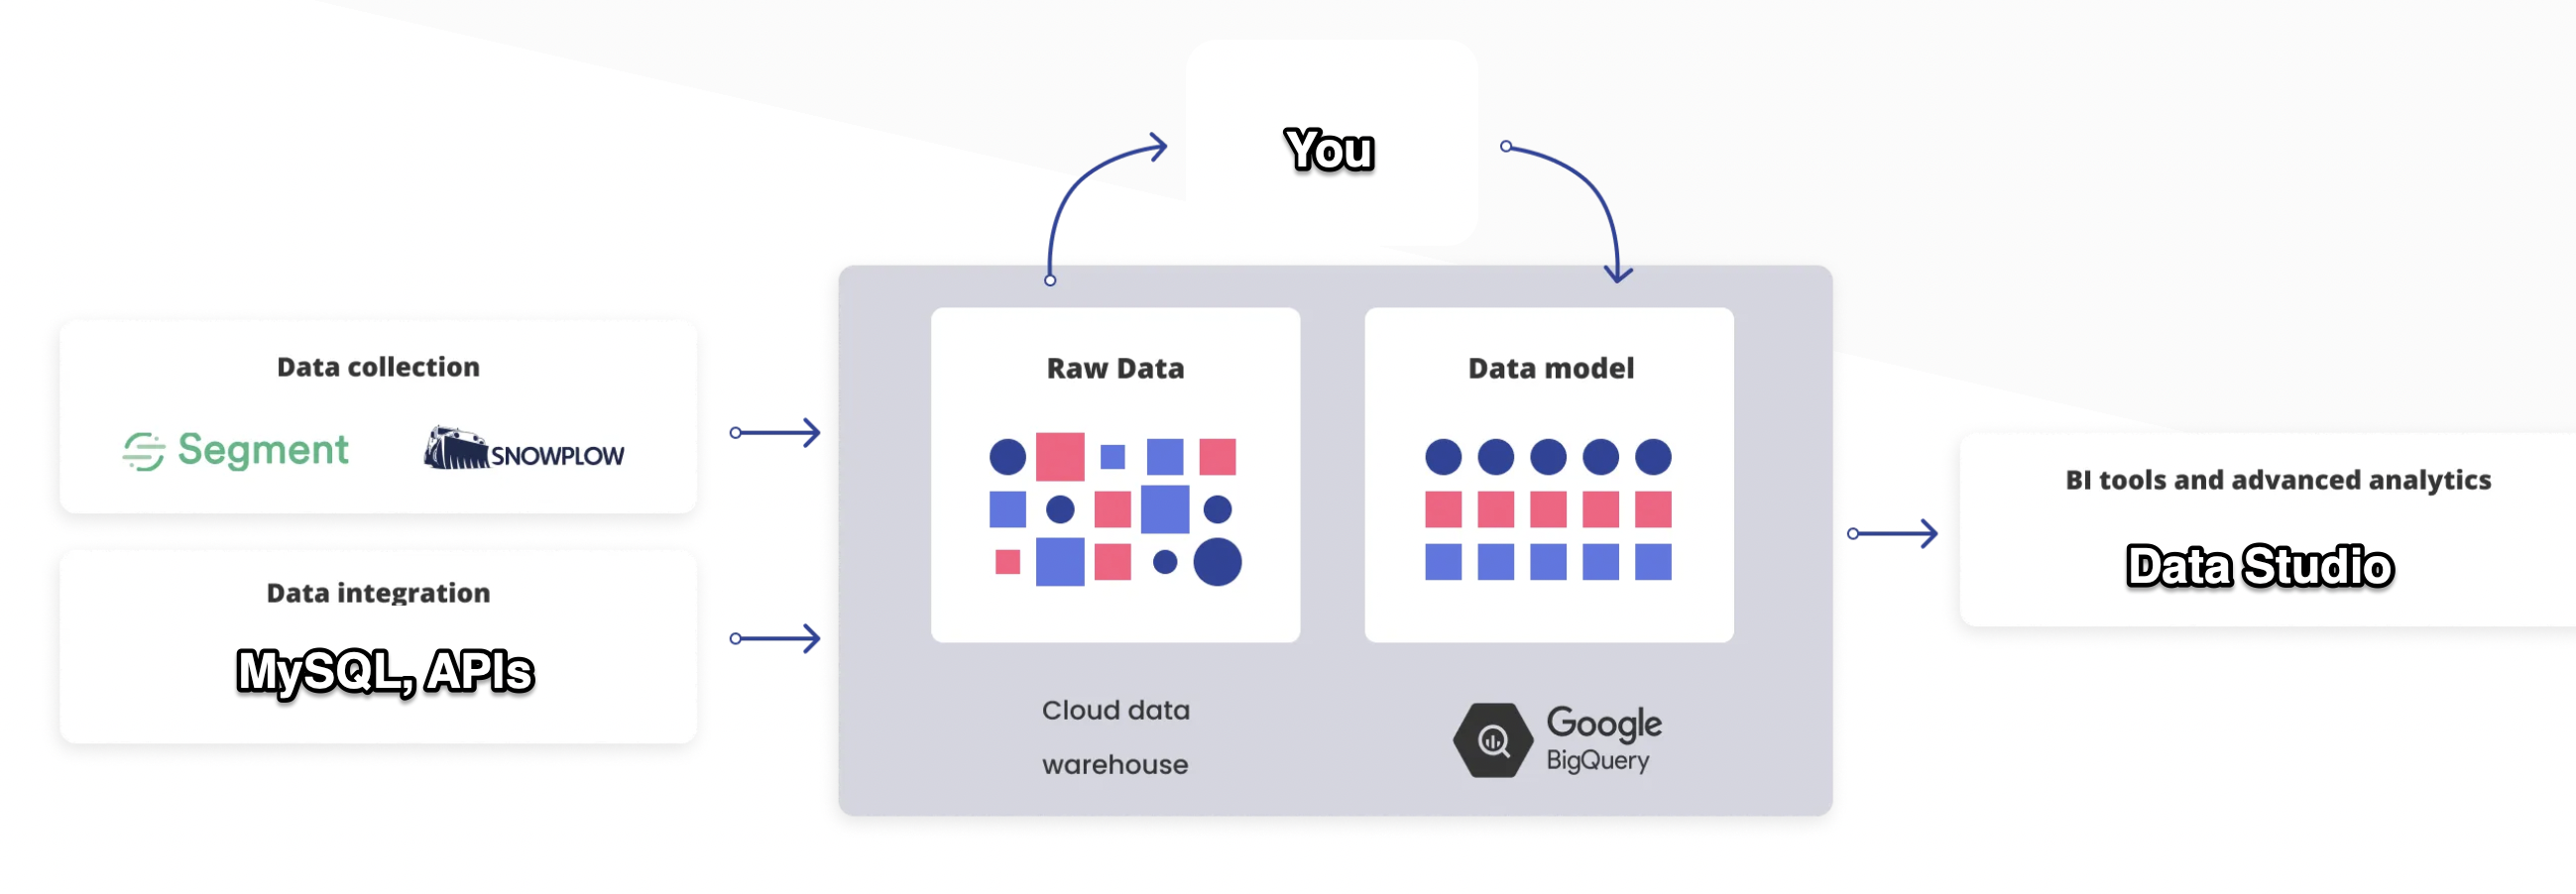 You
Data collection
Segment
SNOWPLOW
Data integration
MySQL, APIs
Raw Data
Data model
Cloud data
warehouse
Google
BigQuery
BI tools and advanced analytics
Data Studio